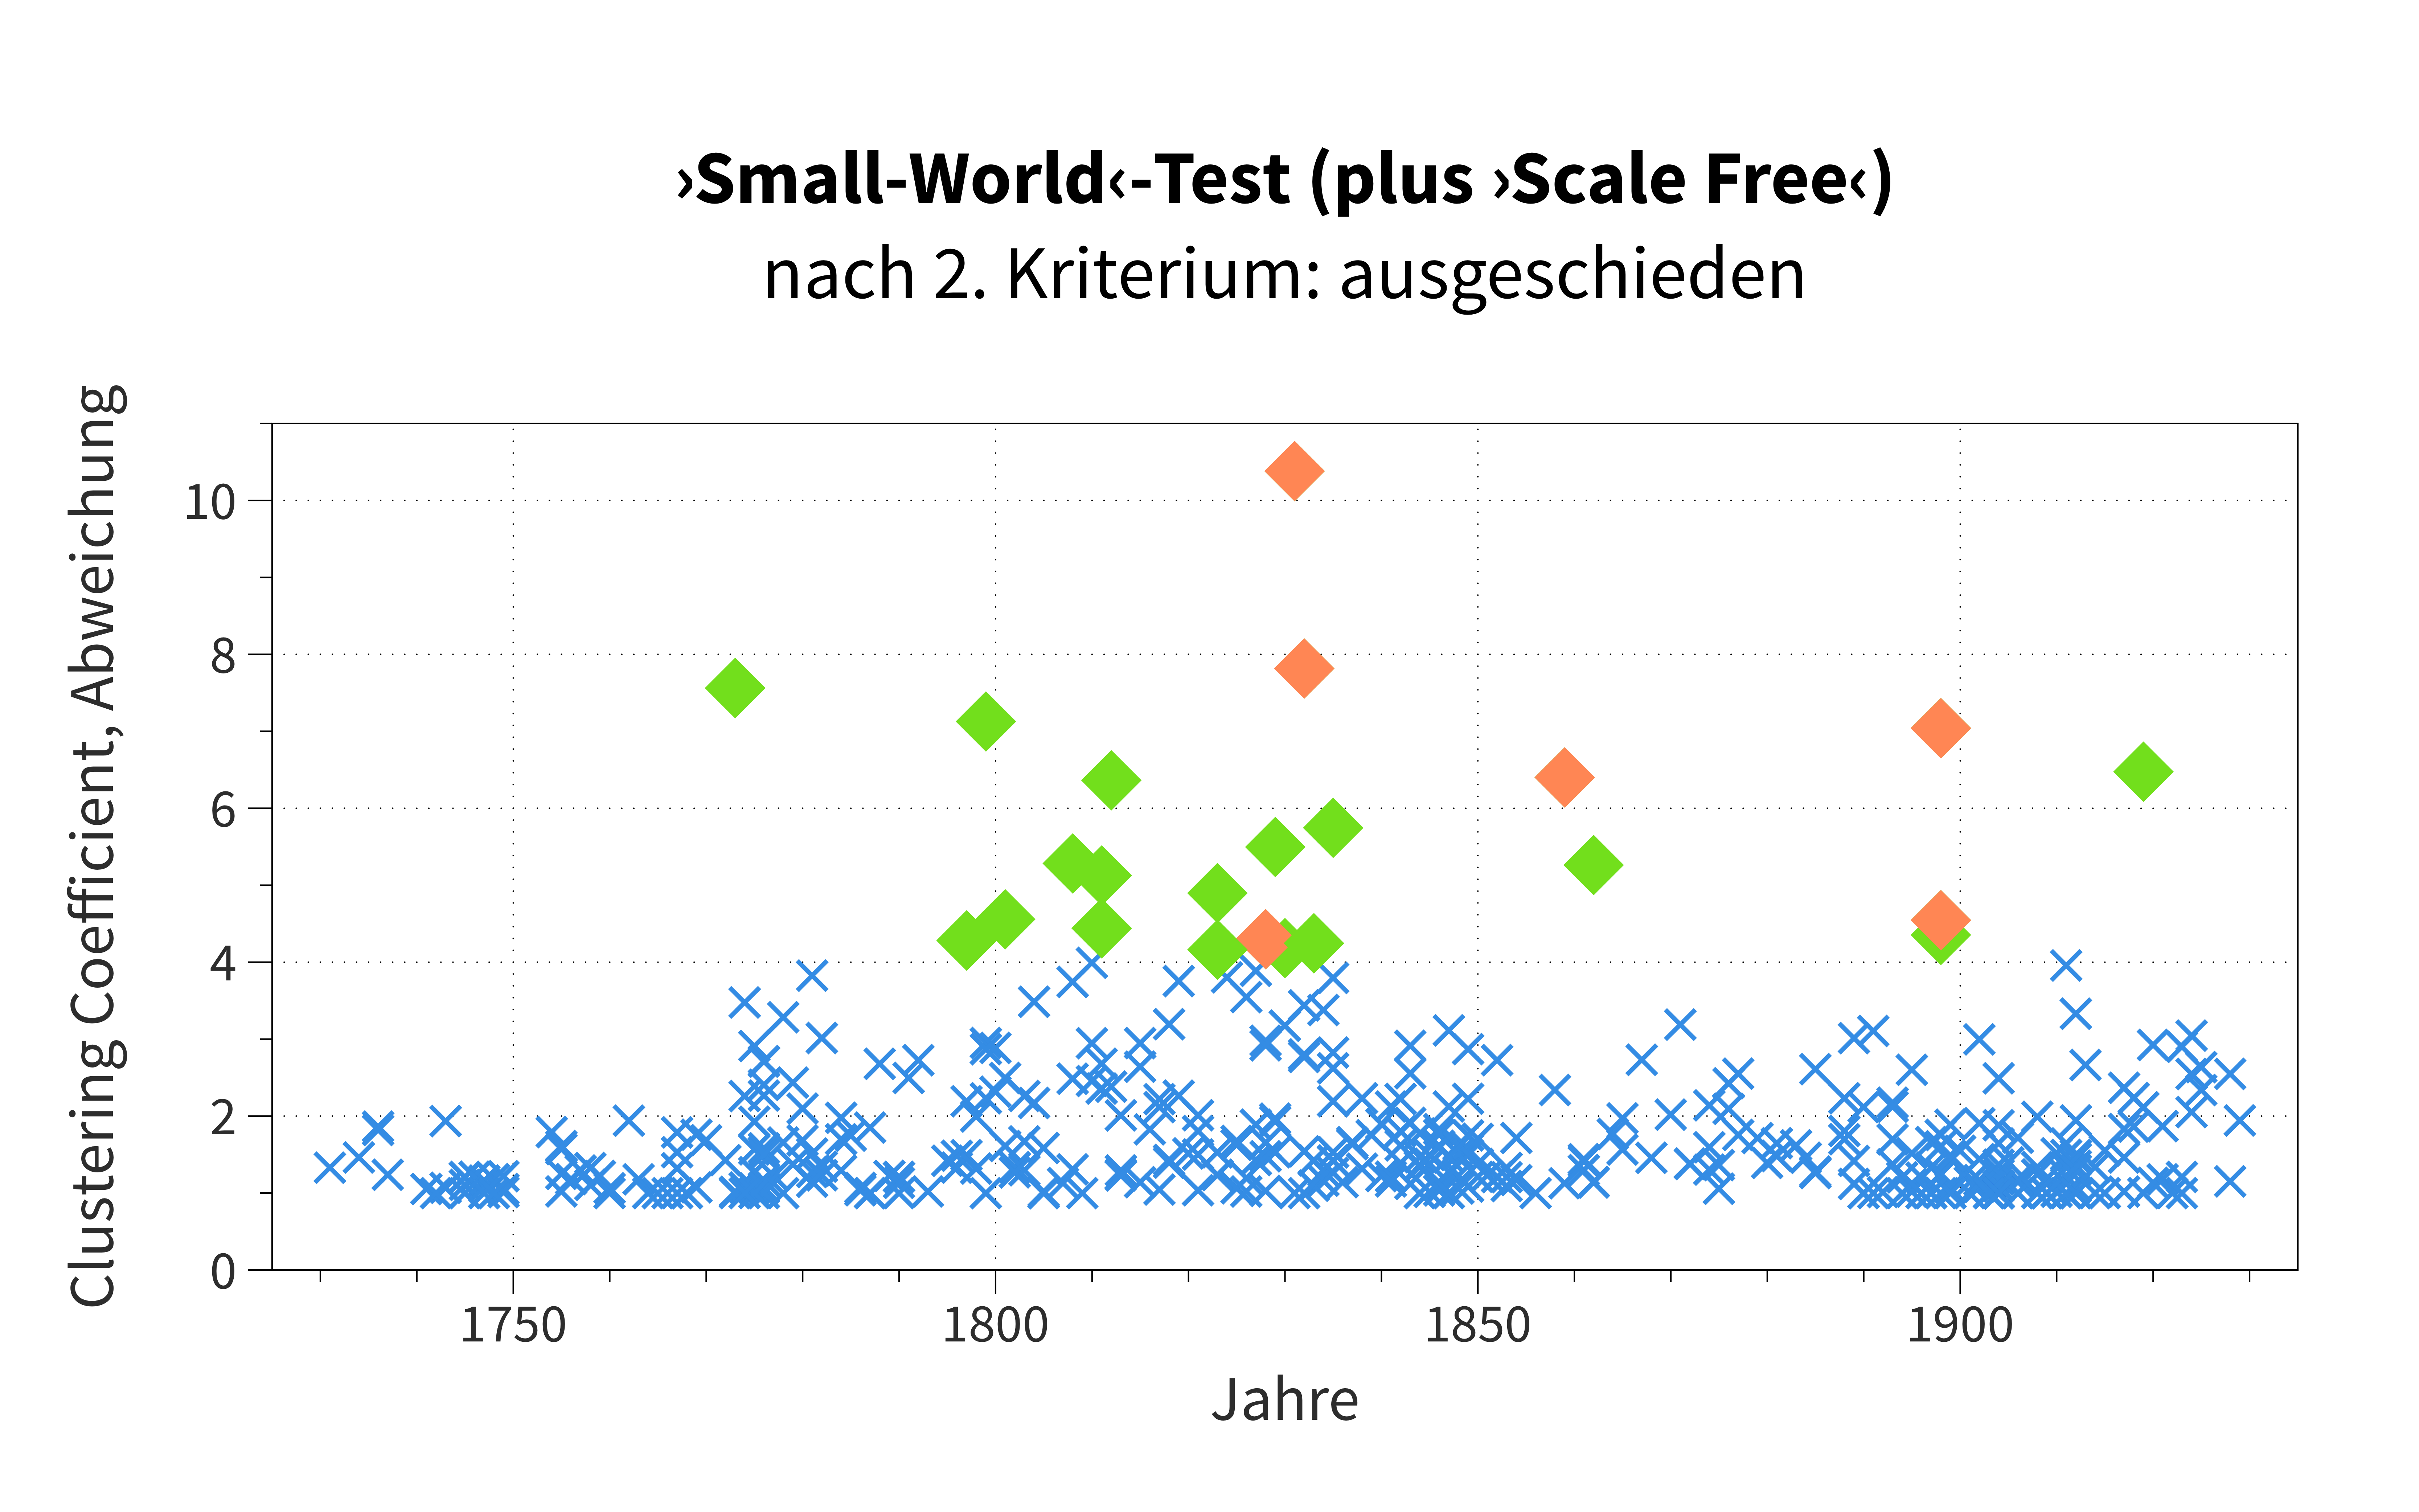 ›Small-World‹-Test (plus ›Scale Free‹)
nach 2. Kriterium: ausgeschieden
Clustering Coefficient, Abweichung
10
8
6
4
2
0
1750
1800
1850
1900
Jahre